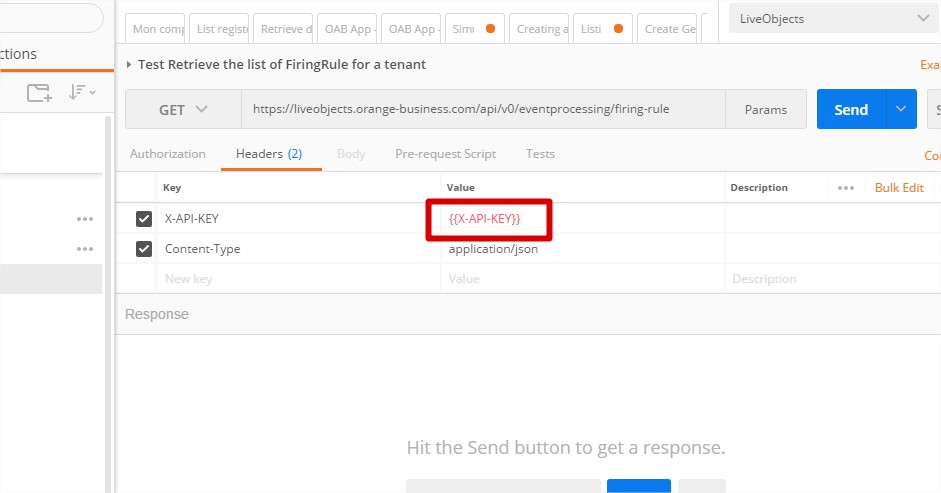 LiveObjects
Mon comp List registe Retrieve d OAB App - OAB App - Simu Creating a Listi Create Ge
ctions
Test Retrieve the list of FiringRule for a tenant Exa
GET https://liveobjects.orange-business.com/api/v0/eventprocessing/firing-rule Params Send S
Authorization Headers (2) Body Pre-request Script Tests Co
Key Value Description ••• Bulk Edit
X-API-KEY {{X-API-KEY}}
Content-Type application/json
New key Value Description
Response
Hit the Send button to get a response.